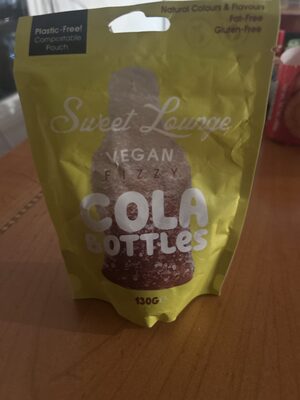 Plastic-Free!
Compostable
Pouch
Natural Colours & Flavours
Fat-Free
Gluten-Free
Sweet Lounge
VEGAN
FIZZY
COLA
BOTTLES
130G